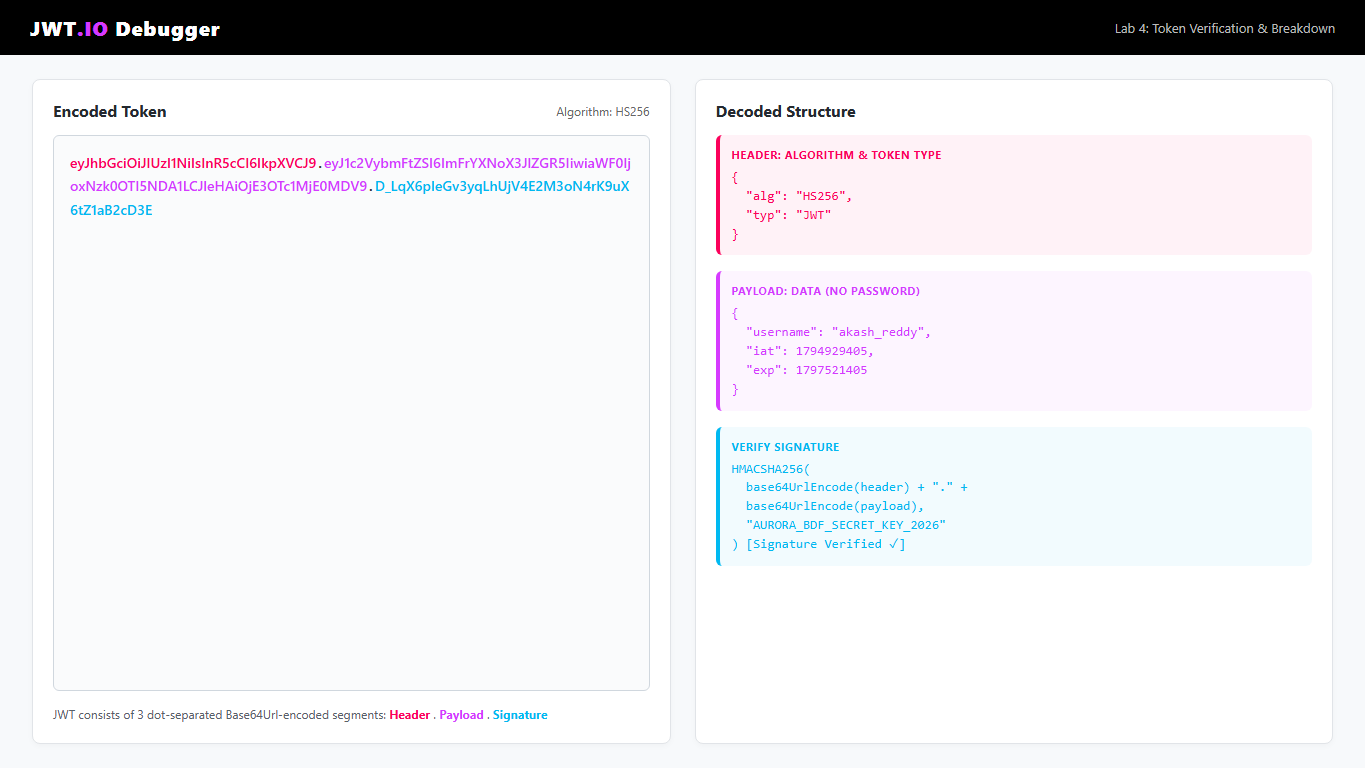 JWT.IO Debugger
Lab 4: Token Verification & Breakdown
Encoded Token
Algorithm: HS256
eyJhbGciOiJIUzI1NiIsInR5cCI6IkpXVCJ9.eyJ1c2VybmFtZSI6ImFrYXNoX3JlZGR5IiwiaWF0Ij
oxNzk0OTI5NDA1LCJleHAiOjE3OTc1MjE0MDV9.D_LqX6pIeGv3yqLhUjV4E2M3oN4rK9uX
6tZ1aB2cD3E
JWT consists of 3 dot-separated Base64Url-encoded segments: Header . Payload . Signature
Decoded Structure
HEADER: ALGORITHM & TOKEN TYPE
{
  "alg": "HS256",
  "typ": "JWT"
}
PAYLOAD: DATA (NO PASSWORD)
{
  "username": "akash_reddy",
  "iat": 1794929405,
  "exp": 1797521405
}
VERIFY SIGNATURE
HMACSHA256(
  base64UrlEncode(header) + "." +
  base64UrlEncode(payload),
  "AURORA_BDF_SECRET_KEY_2026"
) [Signature Verified ✓]